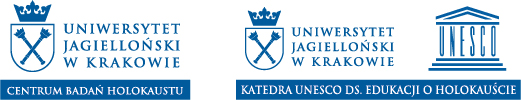 UNIWERSYTET
JAGIELLOŃSKI
W KRAKOWIE
CENTRUM BADAŃ HOLOKAUSTU
UNIWERSYTET
JAGIELLOŃSKI
W KRAKOWIE
UNESCO
KATEDRA UNESCO DS. EDUKACJI O HOLOKAUŚCIE